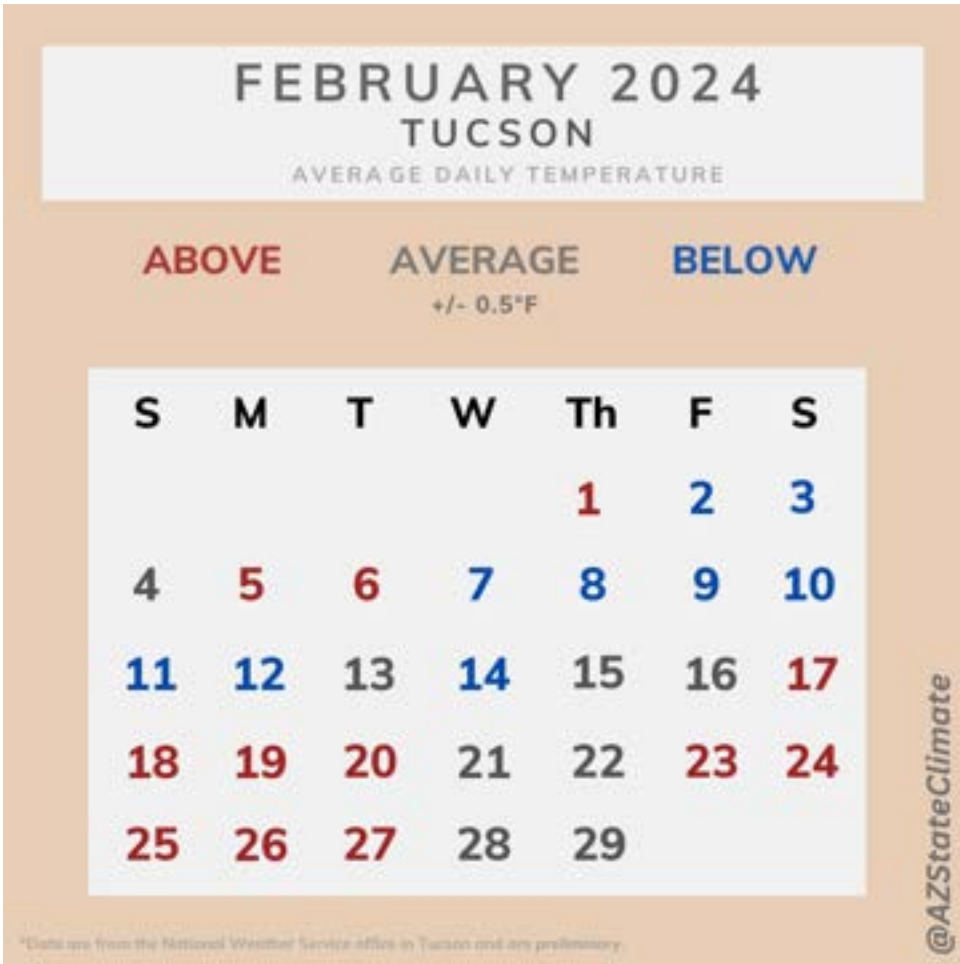 FEBRUARY 2024
TUCSON
AVERAGE DAILY TEMPERATURE
ABOVE AVERAGE BELOW
+/- 0.5°F
S M T W Th F S
1 2 3
4 5 6 7 8 9 10
11 12 13 14 15 16 17
18 19 20 21 22 23 24
25 26 27 28 29
@AZStateClimate
*Data are from the National Weather Service office in Tucson and are preliminary.